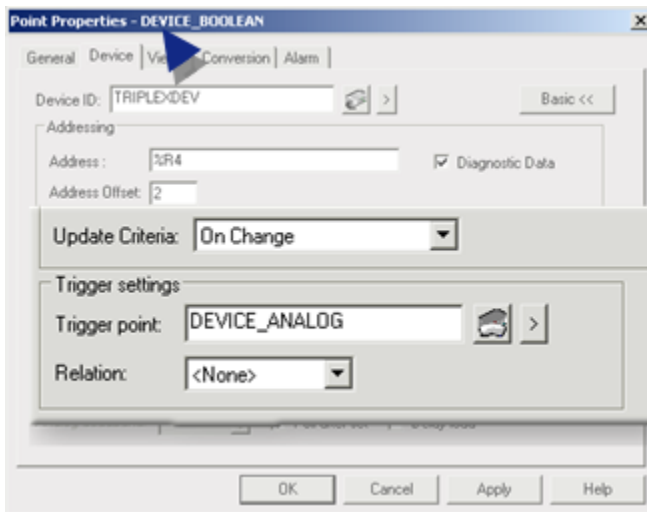 Point Properties - DEVICE_BOOLEAN
General Device Conversion Alarm
Device ID: TRIPLEXDEV > Basic <<
Addressing
Address : %R4 Diagnostic Data
Address Offset: 2
Update Criteria: On Change
Trigger settings
Trigger point: DEVICE_ANALOG >
Relation: <None>
OK Cancel Apply Help